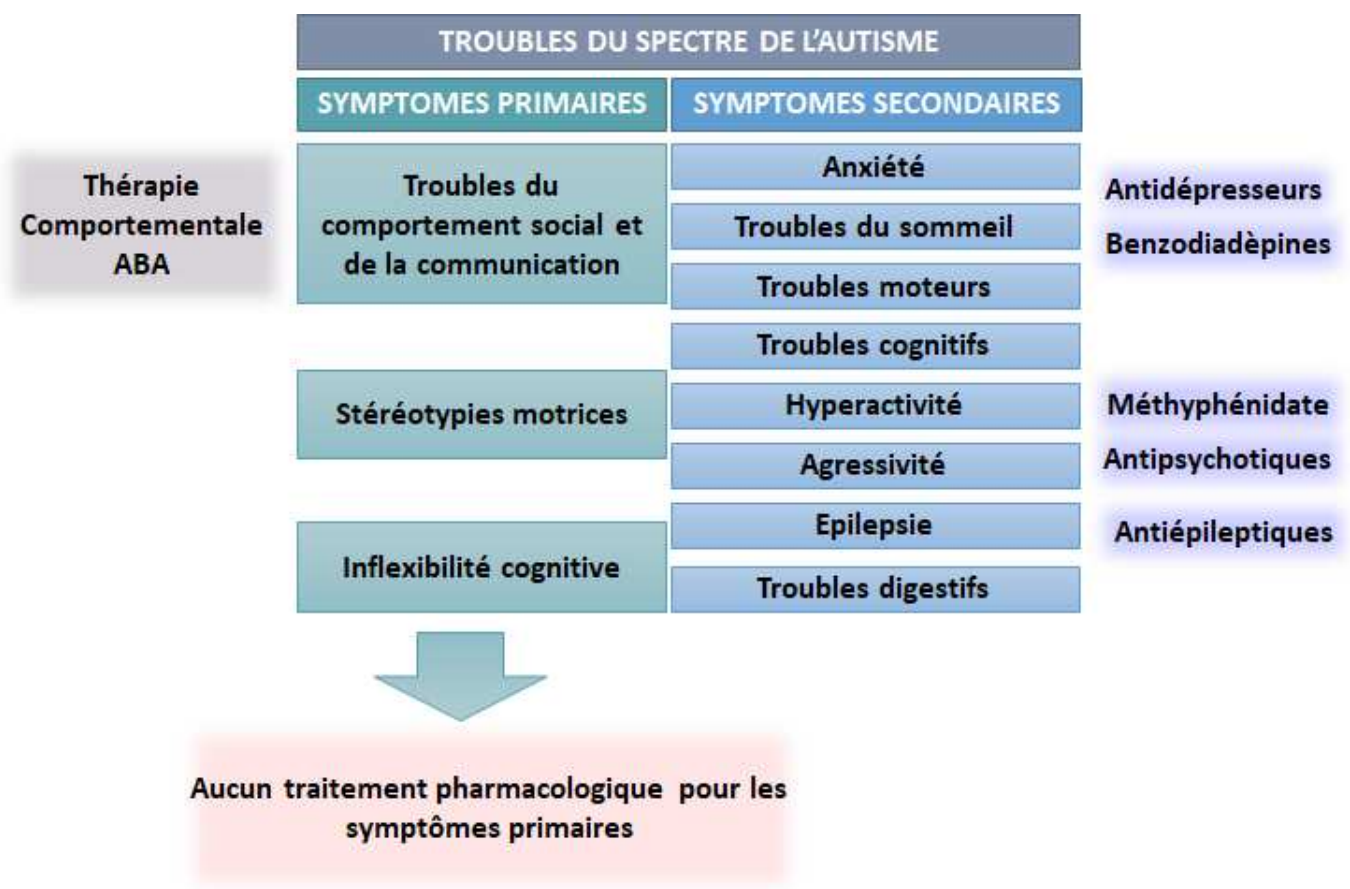 TROUBLES DU SPECTRE DE L'AUTISME
SYMPTOMES PRIMAIRES
SYMPTOMES SECONDAIRES
Thérapie
Comportementale
ABA
Troubles du
comportement social et
de la communication
Stéréotypies motrices
Inflexibilité cognitive
Anxiété
Troubles du sommeil
Troubles moteurs
Troubles cognitifs
Hyperactivité
Agressivité
Epilepsie
Troubles digestifs
Antidépresseurs
Benzodiadèpines
Méthyphénidate
Antipsychotiques
Antiépileptiques
Aucun traitement pharmacologique pour les
symptômes primaires